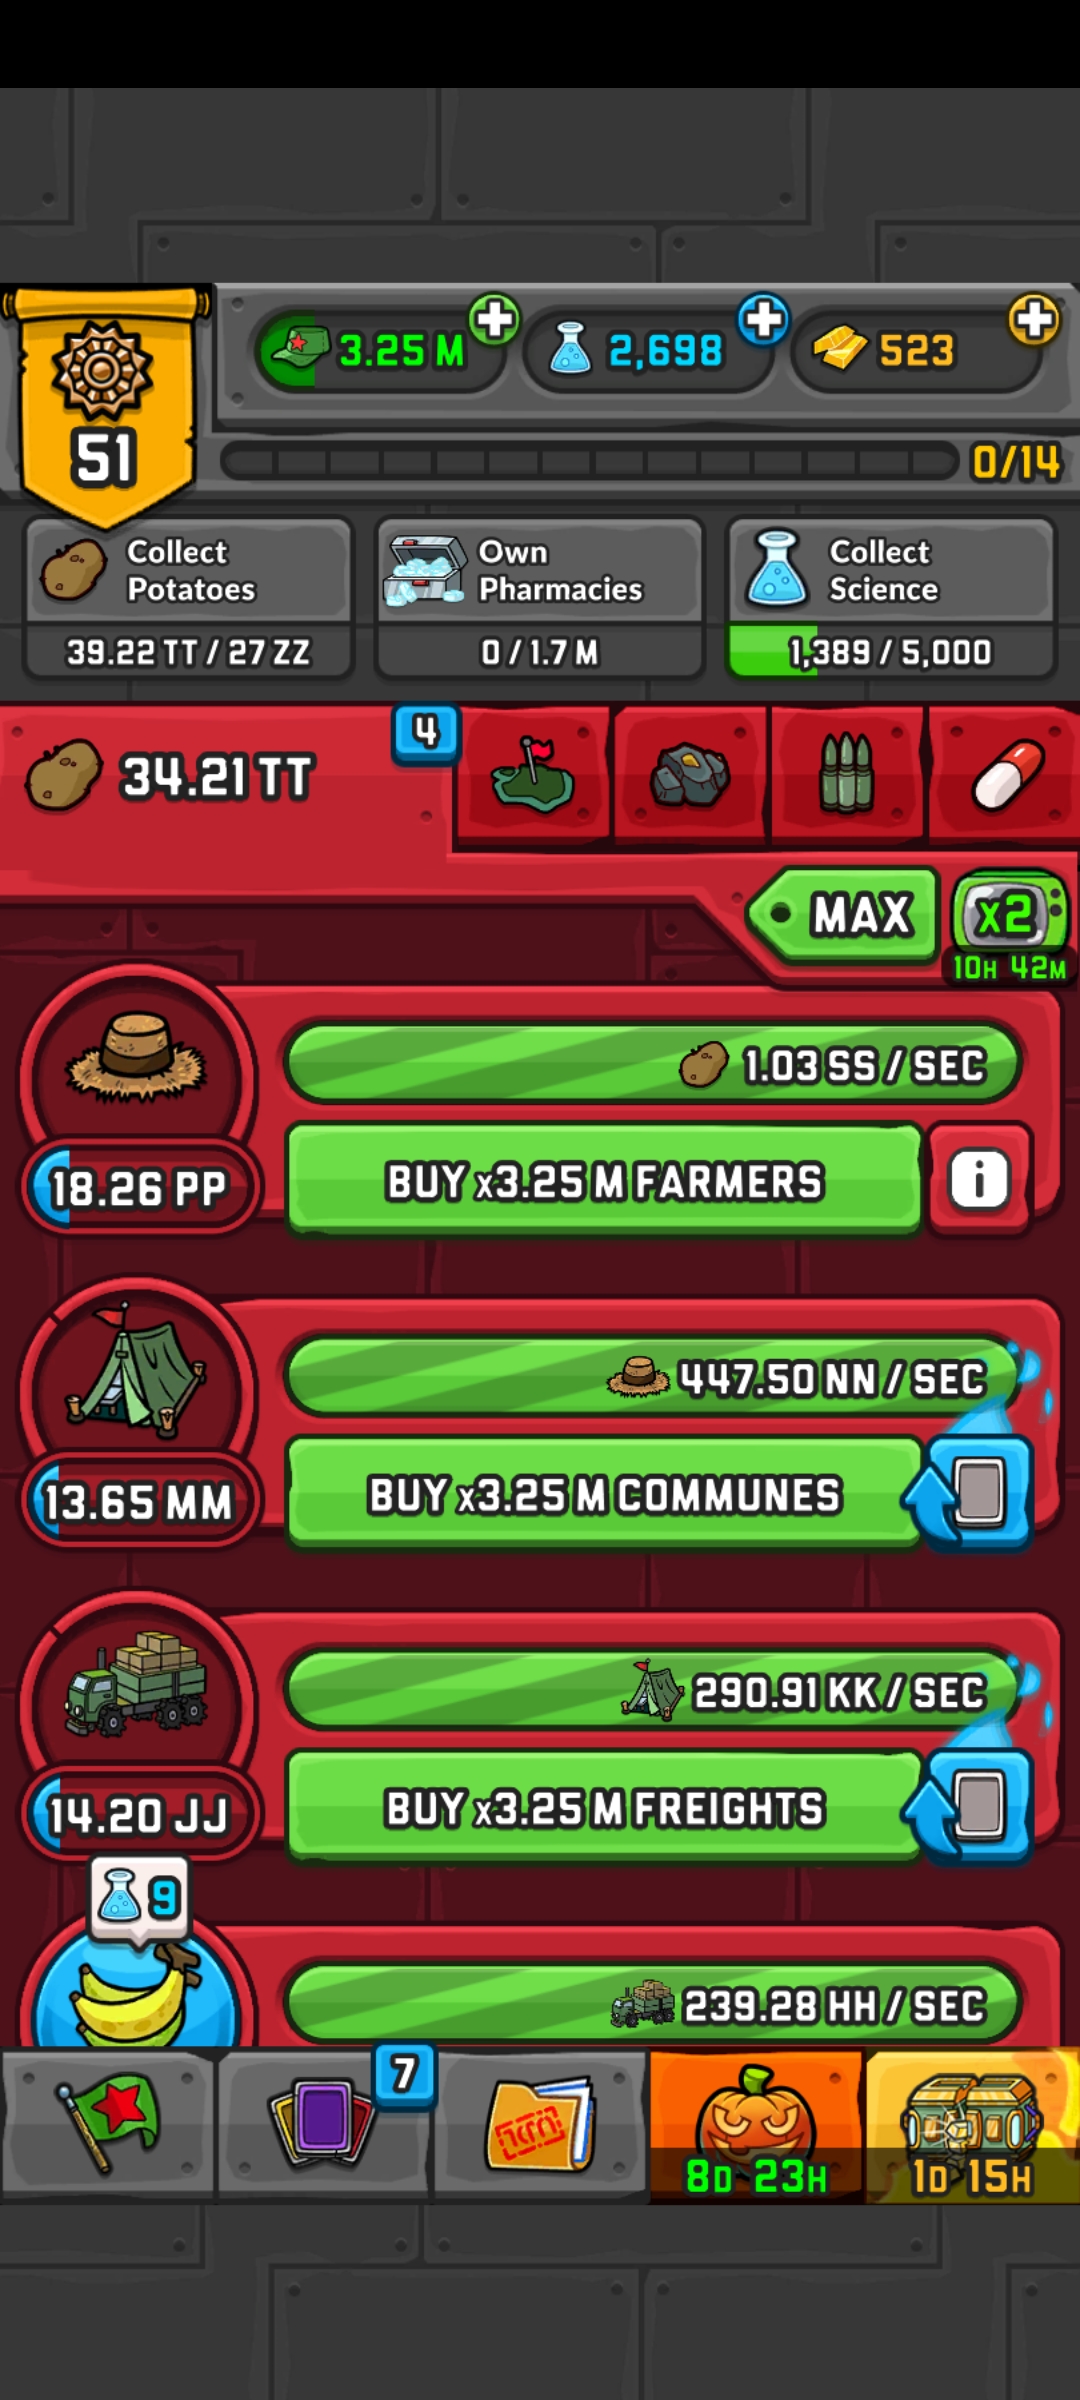 3.25 M
2,698
523
51
0/14
Collect
Potatoes
39.22 TT / 27 ZZ
Own
Pharmacies
0 / 1.7 M
Collect
Science
1,389 / 5,000
34.21 TT
4
MAX
x2
10H 42M
1.03 SS / SEC
18.26 PP
BUY x3.25 M FARMERS
i
447.50 NN / SEC
13.65 MM
BUY x3.25 M COMMUNES
290.91 KK / SEC
14.20 JJ
BUY x3.25 M FREIGHTS
9
239.28 HH / SEC
7
8D 23H
1D 15H